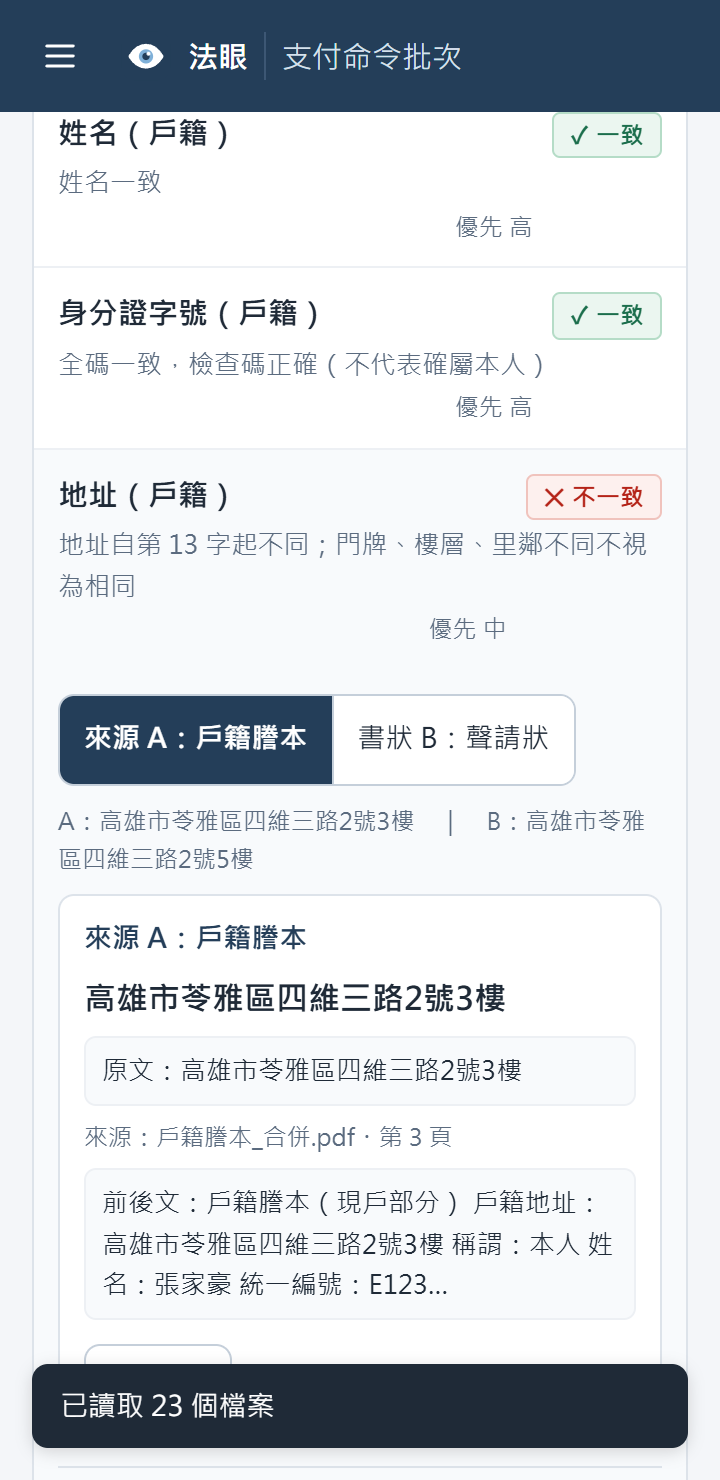 法眼 支付命令批次
姓名（戶籍）
✓ 一致
姓名一致
優先 高
身分證字號（戶籍）
✓ 一致
全碼一致，檢查碼正確（不代表確屬本人）
優先 高
地址（戶籍）
✕ 不一致
地址自第 13 字起不同；門牌、樓層、里鄰不同不視
為相同
優先 中
來源 A：戶籍謄本
書狀 B：聲請狀
A：高雄市苓雅區四維三路2號3樓 | B：高雄市苓雅
區四維三路2號5樓
來源 A：戶籍謄本
高雄市苓雅區四維三路2號3樓
原文：高雄市苓雅區四維三路2號3樓
來源：戶籍謄本_合併.pdf · 第 3 頁
前後文：戶籍謄本（現戶部分） 戶籍地址：
高雄市苓雅區四維三路2號3樓 稱謂：本人 姓
名：張家豪 統一編號：E123...
已讀取 23 個檔案